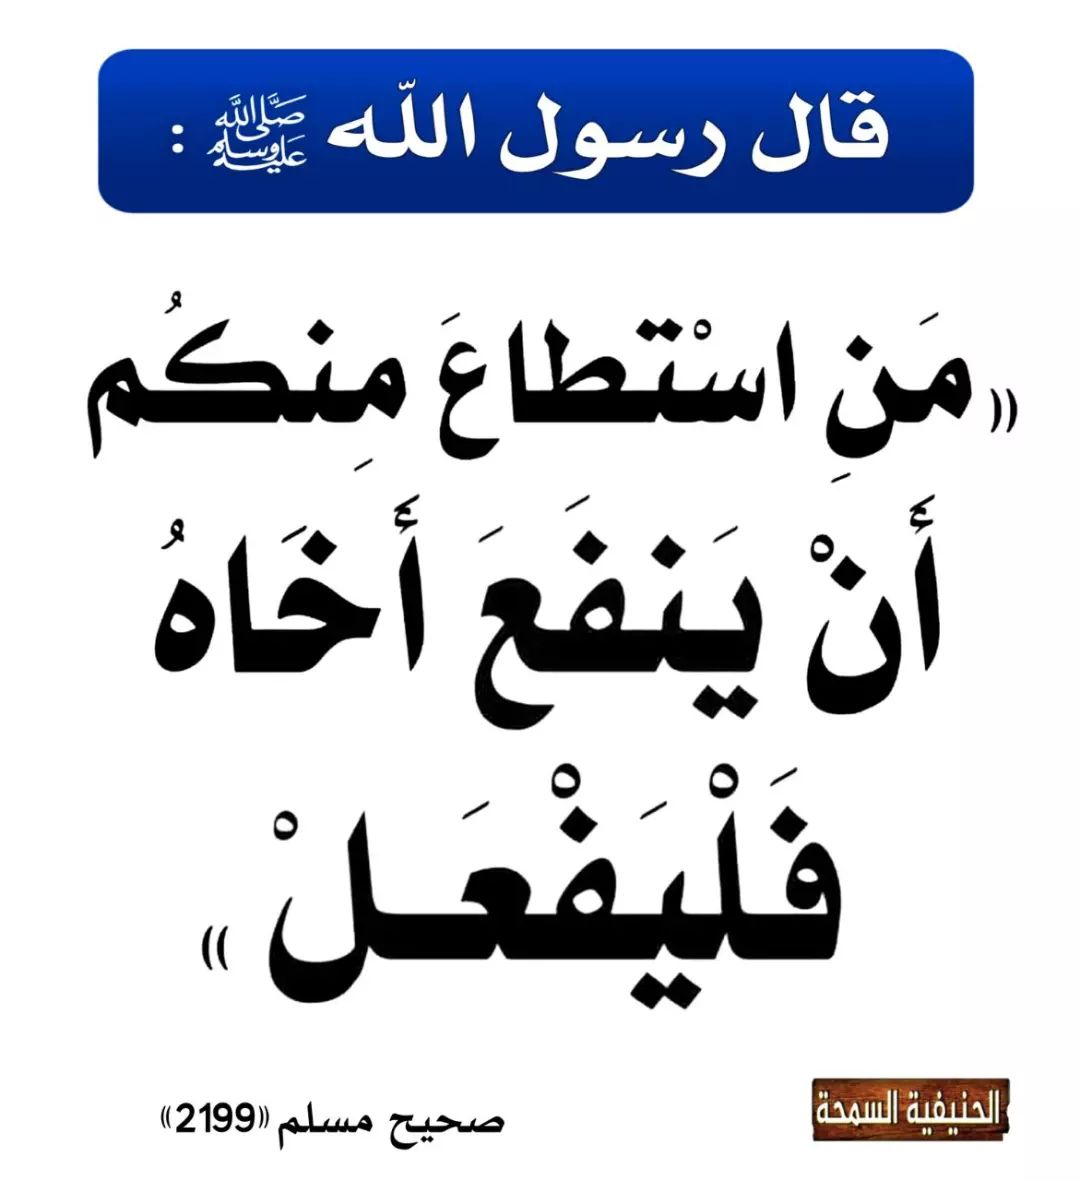 قال رسول الله ﷺ :
«مَنِ اسْتطاعَ مِنكُم
أَنْ يَنفَعَ أَخَاهُ
فَلْيَفْعَلْ»
صحيح مسلم «2199»
الحنيفية السمحة